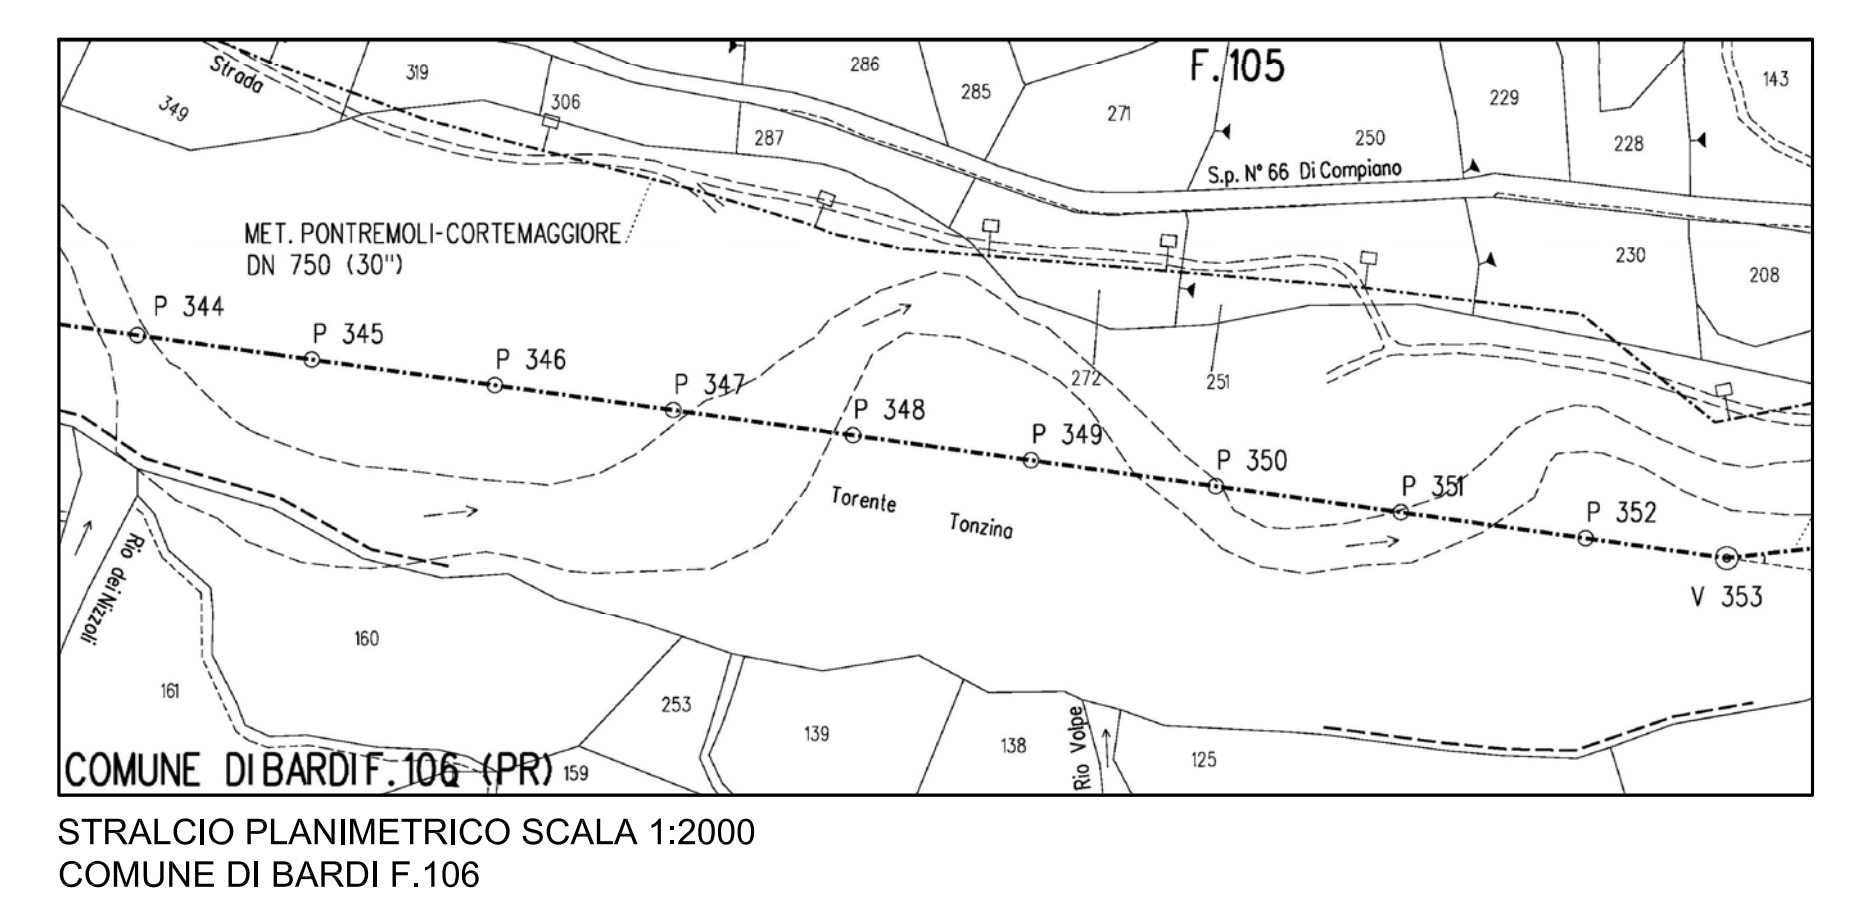 F.105
Strada
319
286
285
143
349
306
271
229
287
250
228
S.p. N° 66 Di Compiano
MET. PONTREMOLI-CORTEMAGGIORE
DN 750 (30")
230
208
P 344
P 345
P 346
P 347
P 348
P 349
P 350
P 351
P 352
V 353
272
251
Torente Tonzina
Rio dei Nizzoli
160
161
253
139
138
Rio Volpe
125
COMUNE DI BARDI F.106 (PR)
159
STRALCIO PLANIMETRICO SCALA 1:2000
COMUNE DI BARDI F.106